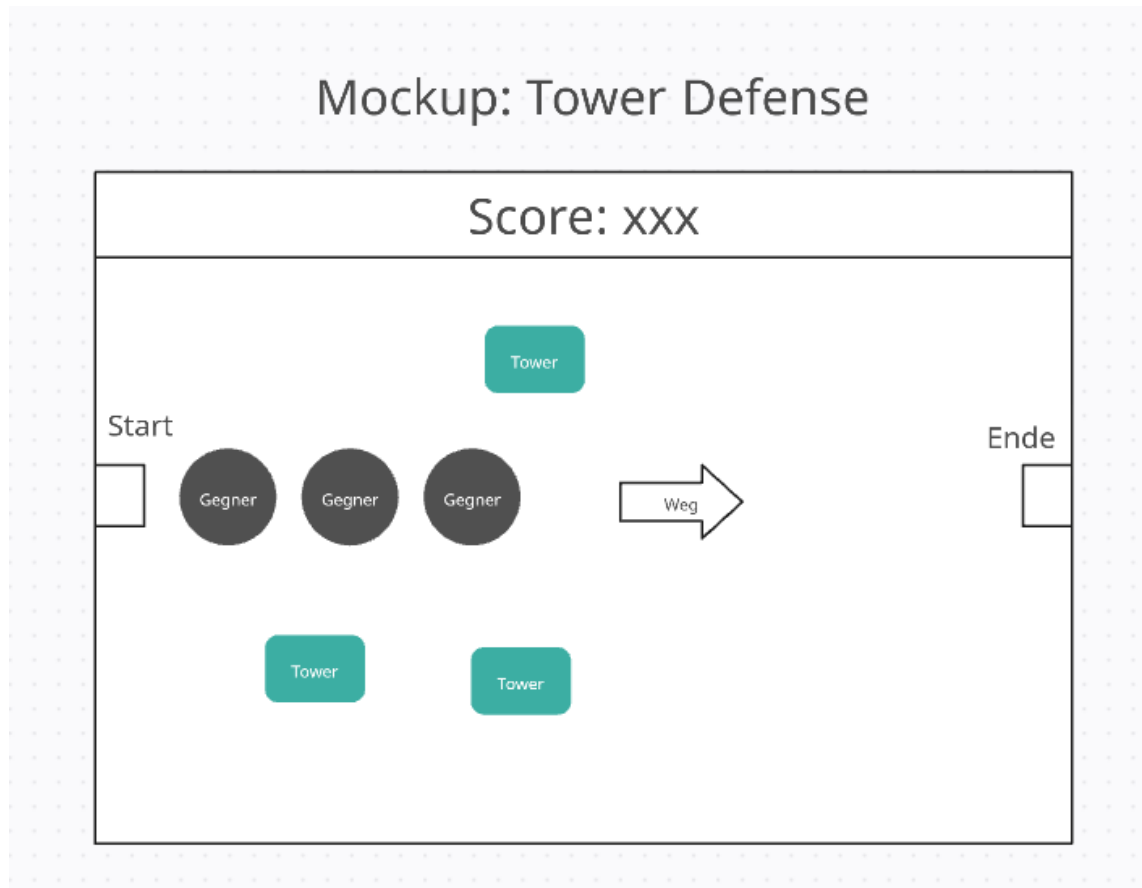 Mockup: Tower Defense
Score: xxx
Tower
Start
Ende
Gegner
Gegner
Gegner
Weg
Tower
Tower